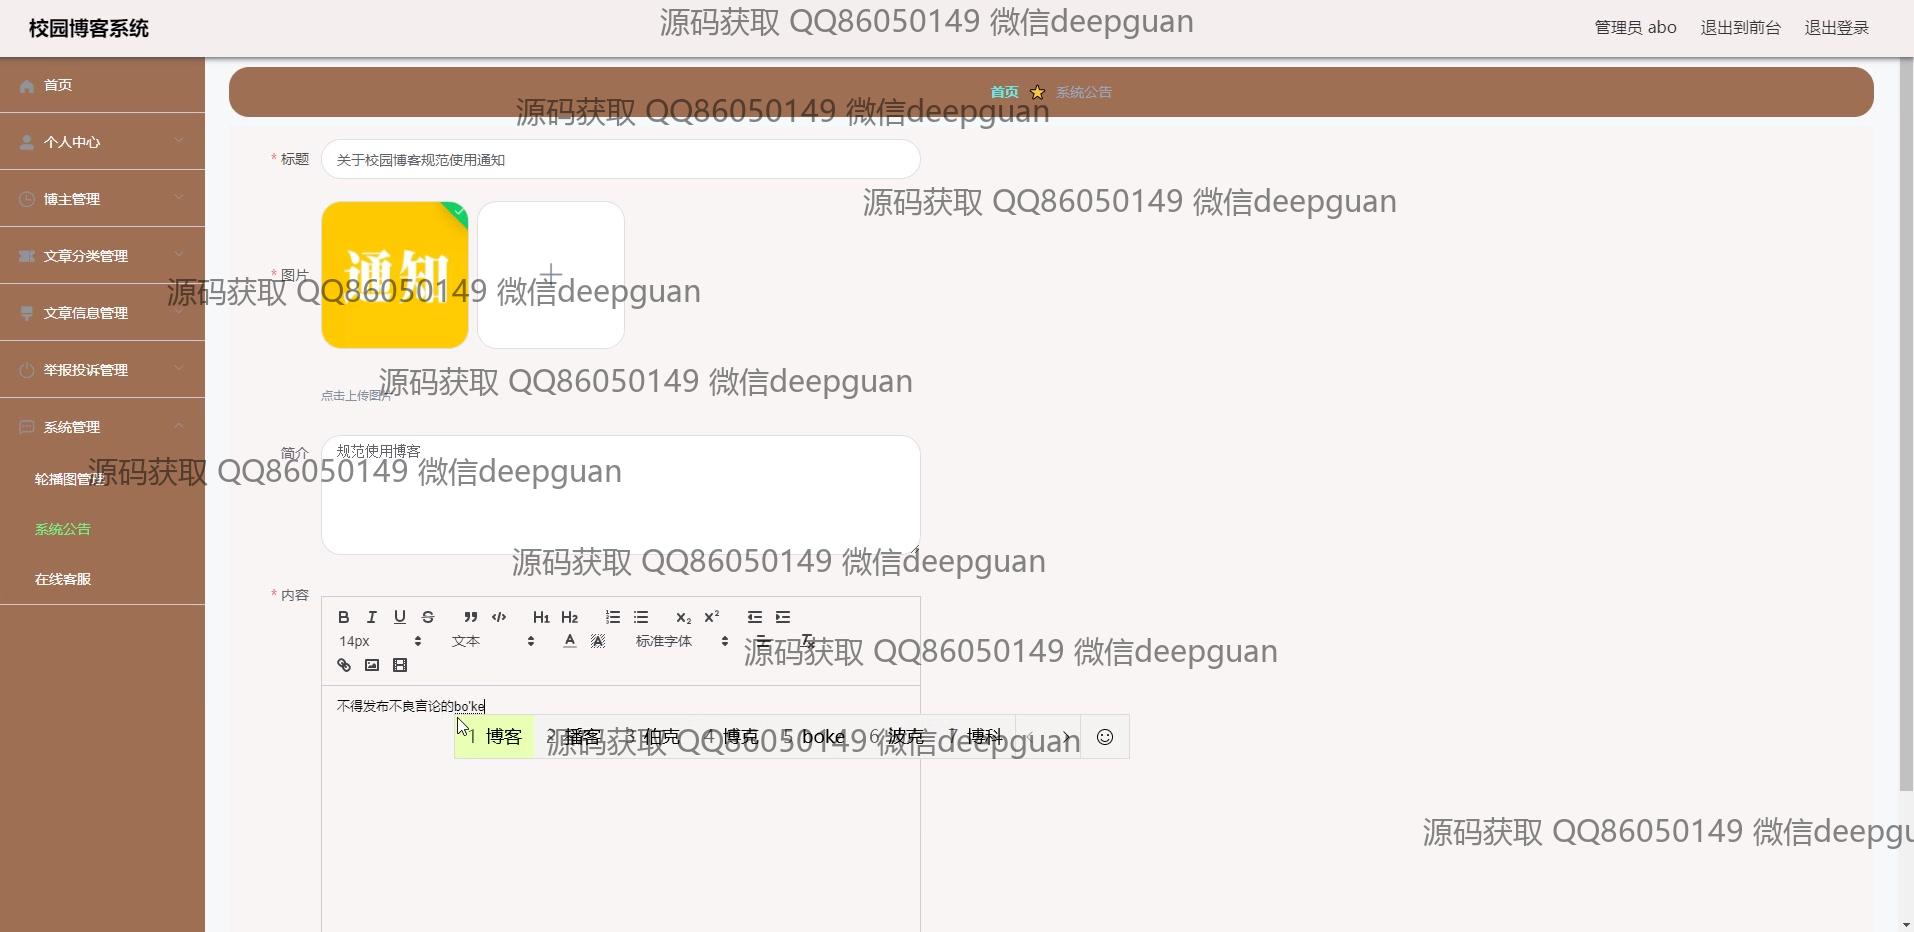 校园博客系统
源码获取 QQ86050149 微信deepguan
管理员 abo 退出到前台 退出登录
首页
个人中心
博主管理
文章分类管理
文章信息管理
举报投诉管理
系统管理
轮播图管理
系统公告
在线客服
首页 系统公告
源码获取 QQ86050149 微信deepguan
* 标题 关于校园博客规范使用通知
源码获取 QQ86050149 微信deepguan
* 图片
通知
源码获取 QQ86050149 微信deepguan
源码获取 QQ86050149 微信deepguan
点击上传图片
简介 规范使用博客
源码获取 QQ86050149 微信deepguan
源码获取 QQ86050149 微信deepguan
* 内容
B I U S H1 H2 X2 X2
14px 文本 A A 标准字体 Tx
源码获取 QQ86050149 微信deepguan
不得发布不良言论的bo'ke
1 博客 2 播客 3 伯克 4 博克 5 boke 6 波克 7 博科
源码获取 QQ86050149 微信deepguan
源码获取 QQ86050149 微信deepgu